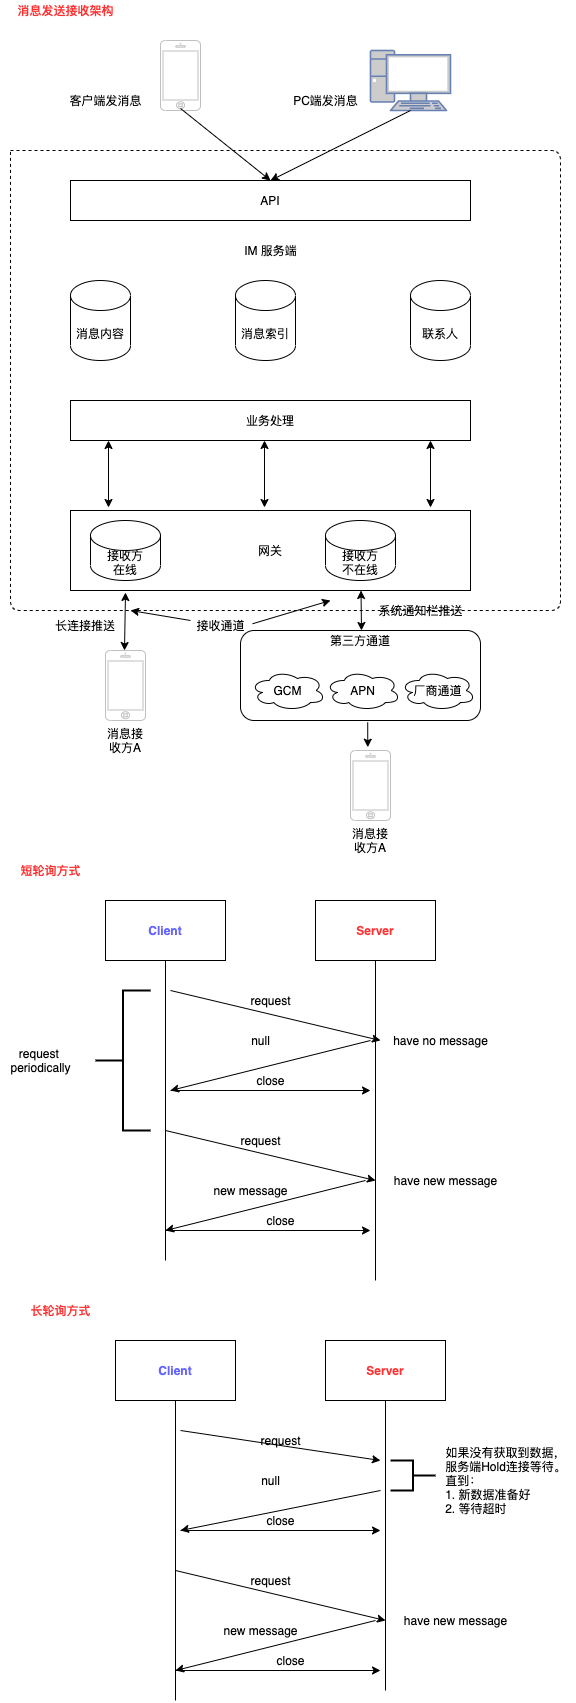 消息发送接收架构
客户端发消息
PC端发消息
API
IM 服务端
消息内容
消息索引
联系人
业务处理
接收方
在线
网关
接收方
不在线
长连接推送
接收通道
系统通知栏推送
第三方通道
GCM
APN
厂商通道
消息接
收方A
消息接
收方A
短轮询方式
Client
Server
request
null
have no message
request
periodically
close
request
new message
have new message
close
长轮询方式
Client
Server
request
如果没有获取到数据，
服务端Hold连接等待。
直到：
1. 新数据准备好
2. 等待超时
null
close
request
new message
have new message
close